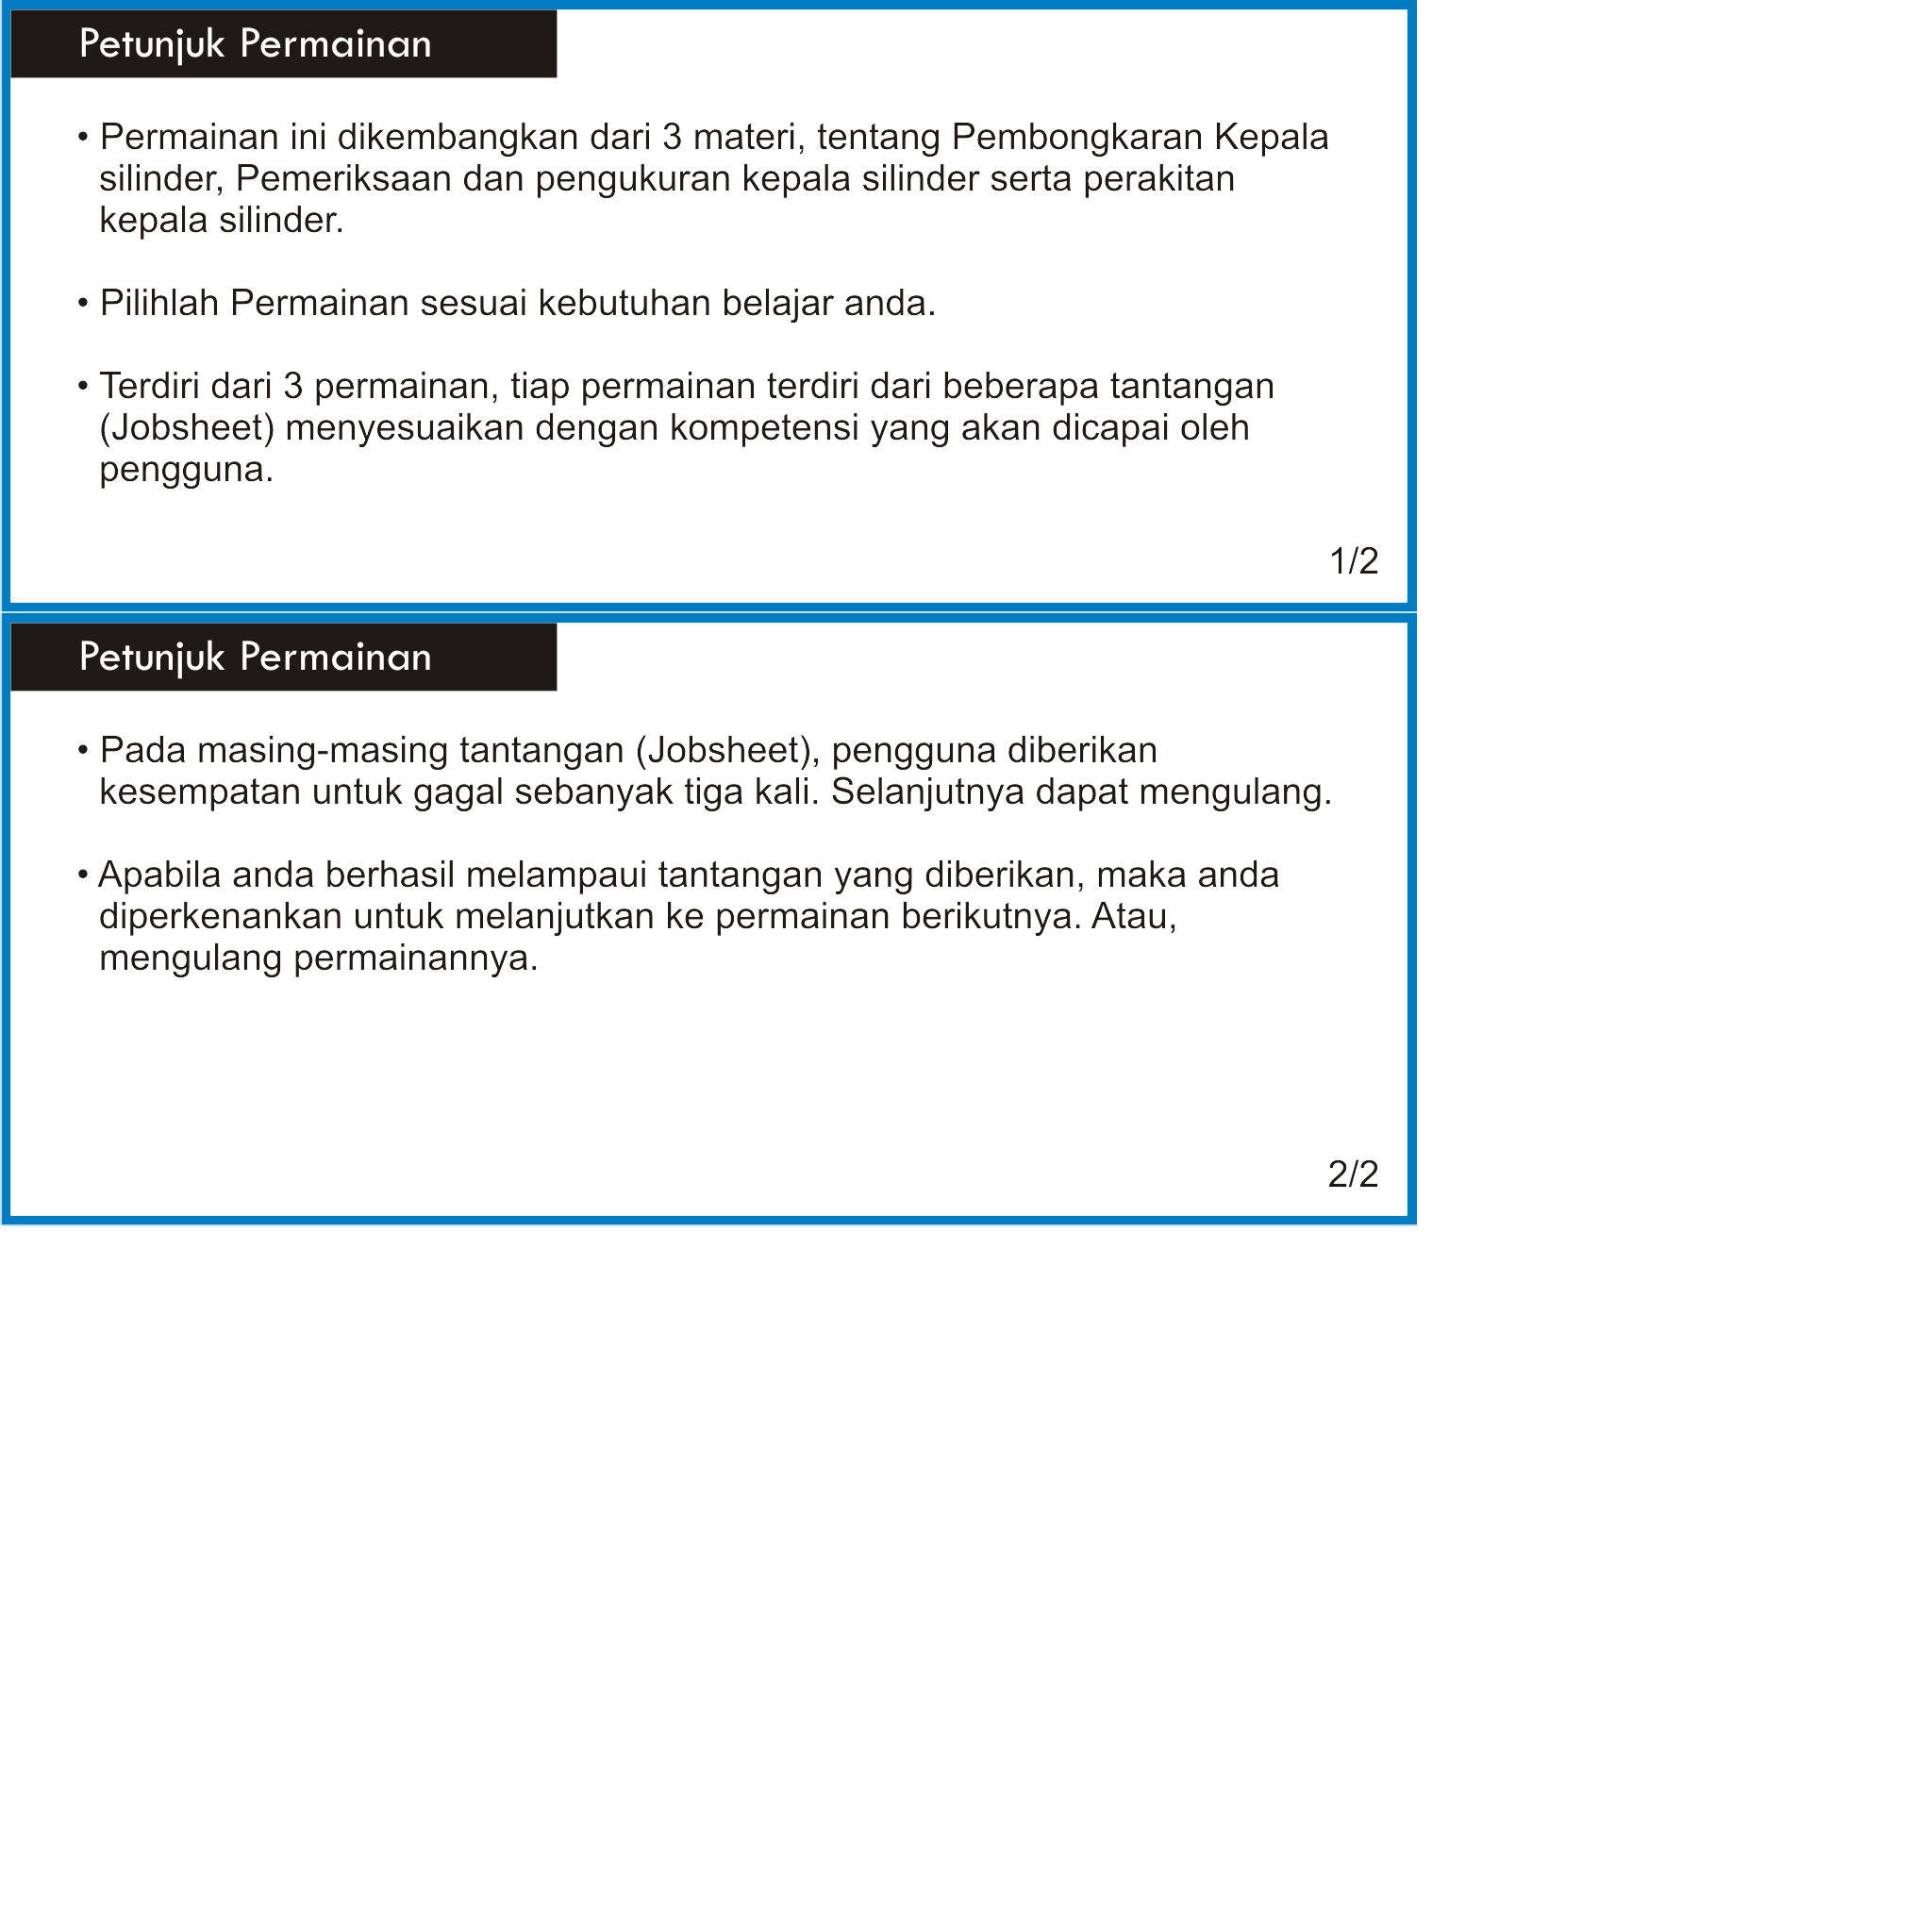 Petunjuk Permainan
• Permainan ini dikembangkan dari 3 materi, tentang Pembongkaran Kepala
silinder, Pemeriksaan dan pengukuran kepala silinder serta perakitan
kepala silinder.
• Pilihlah Permainan sesuai kebutuhan belajar anda.
• Terdiri dari 3 permainan, tiap permainan terdiri dari beberapa tantangan
(Jobsheet) menyesuaikan dengan kompetensi yang akan dicapai oleh
pengguna.
1/2
Petunjuk Permainan
• Pada masing-masing tantangan (Jobsheet), pengguna diberikan
kesempatan untuk gagal sebanyak tiga kali. Selanjutnya dapat mengulang.
• Apabila anda berhasil melampaui tantangan yang diberikan, maka anda
diperkenankan untuk melanjutkan ke permainan berikutnya. Atau,
mengulang permainannya.
2/2